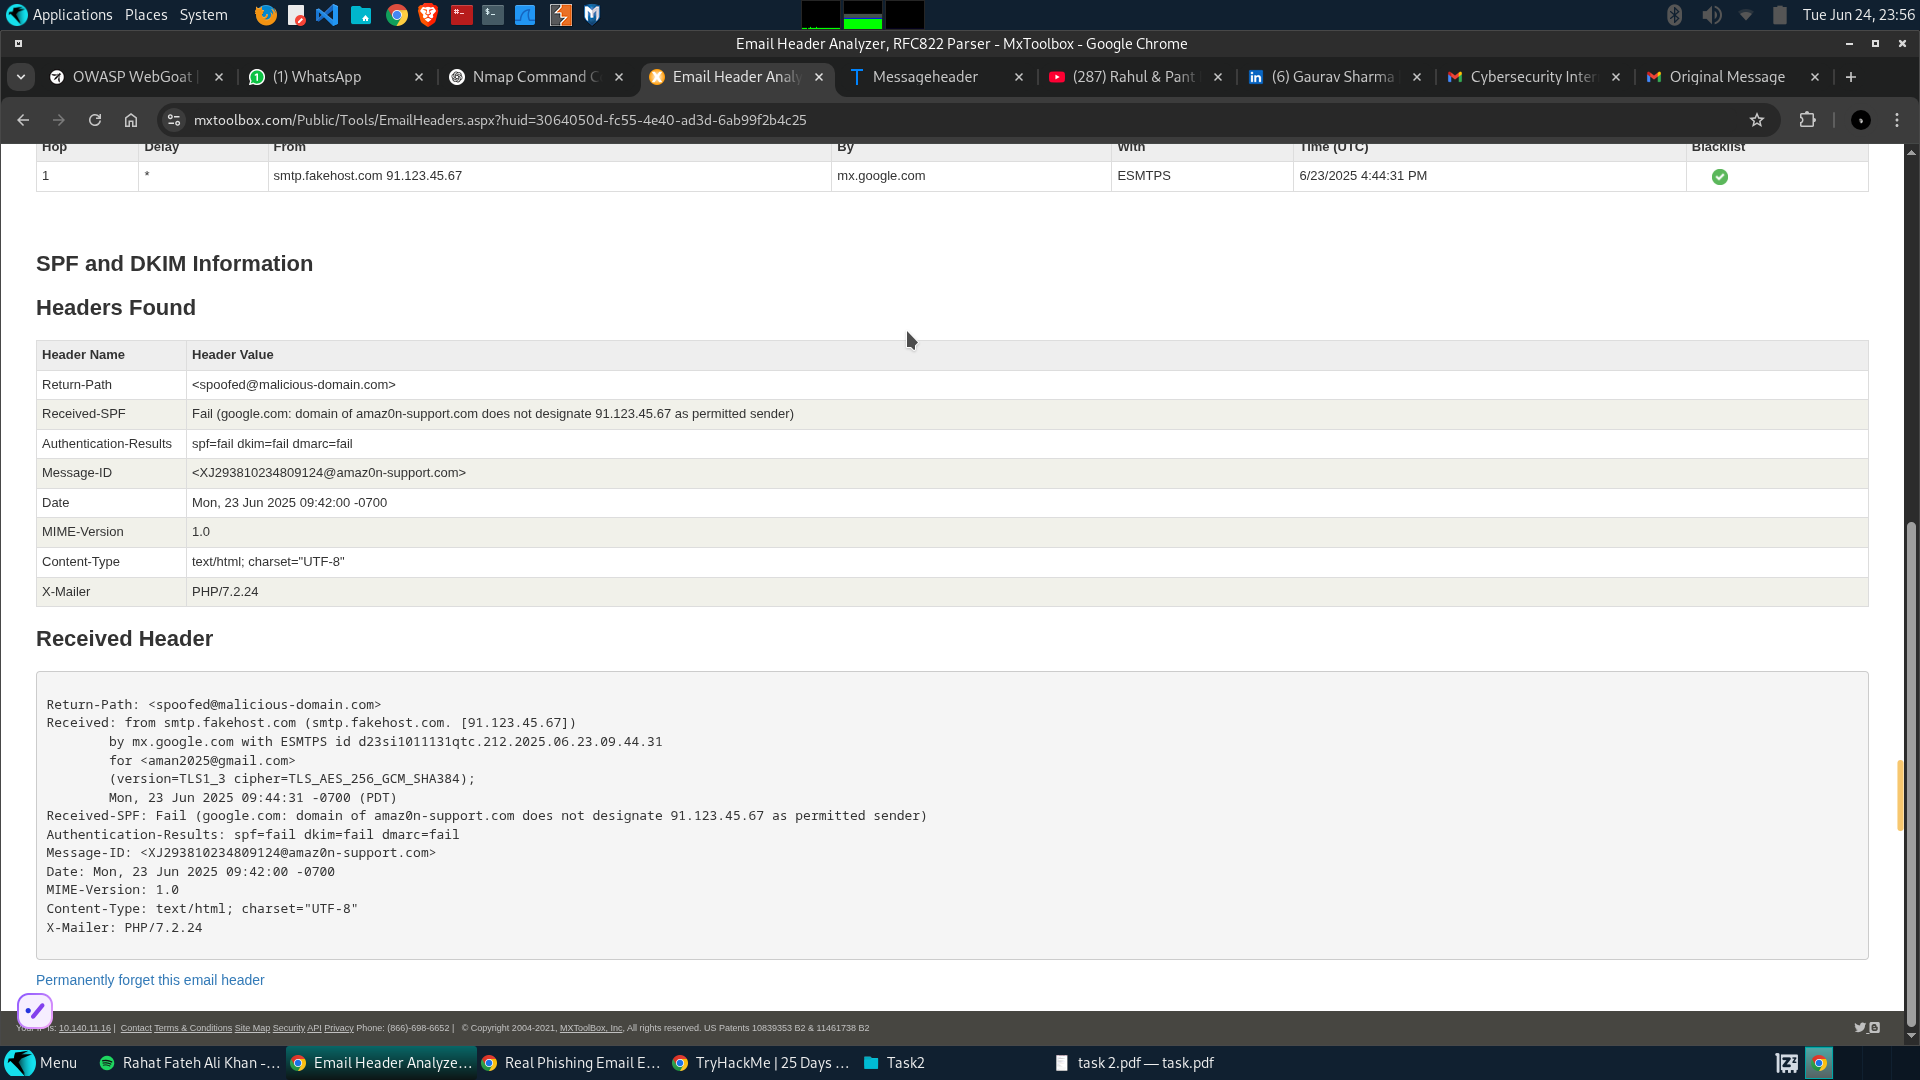 Applications Places System Tue Jun 24, 23:56
Email Header Analyzer, RFC822 Parser - MxToolbox - Google Chrome
OWASP WebGoat (1) WhatsApp Nmap Command C Email Header Analy Messageheader (287) Rahul & Pant (6) Gaurav Sharma Cybersecurity Inter Original Message
mxtoolbox.com/Public/Tools/EmailHeaders.aspx?huid=3064050d-fc55-4e40-ad3d-6ab99f2b4c25
Hop Delay From By With Time (UTC) Blacklist
1 * smtp.fakehost.com 91.123.45.67 mx.google.com ESMTPS 6/23/2025 4:44:31 PM
SPF and DKIM Information
Headers Found
Header Name Header Value
Return-Path <spoofed@malicious-domain.com>
Received-SPF Fail (google.com: domain of amaz0n-support.com does not designate 91.123.45.67 as permitted sender)
Authentication-Results spf=fail dkim=fail dmarc=fail
Message-ID <XJ293810234809124@amaz0n-support.com>
Date Mon, 23 Jun 2025 09:42:00 -0700
MIME-Version 1.0
Content-Type text/html; charset="UTF-8"
X-Mailer PHP/7.2.24
Received Header
Return-Path: <spoofed@malicious-domain.com>
Received: from smtp.fakehost.com (smtp.fakehost.com. [91.123.45.67])
by mx.google.com with ESMTPS id d23si1011131qtc.212.2025.06.23.09.44.31
for <aman2025@gmail.com>
(version=TLS1_3 cipher=TLS_AES_256_GCM_SHA384);
Mon, 23 Jun 2025 09:44:31 -0700 (PDT)
Received-SPF: Fail (google.com: domain of amaz0n-support.com does not designate 91.123.45.67 as permitted sender)
Authentication-Results: spf=fail dkim=fail dmarc=fail
Message-ID: <XJ293810234809124@amaz0n-support.com>
Date: Mon, 23 Jun 2025 09:42:00 -0700
MIME-Version: 1.0
Content-Type: text/html; charset="UTF-8"
X-Mailer: PHP/7.2.24
Permanently forget this email header
is: 10.140.11.16 | Contact Terms & Conditions Site Map Security API Privacy Phone: (866)-698-6652 | © Copyright 2004-2021, MXToolBox, Inc, All rights reserved. US Patents 10839353 B2 & 11461738 B2
Menu Rahat Fateh Ali Khan -... Email Header Analyze... Real Phishing Email E... TryHackMe | 25 Days ... Task2 task 2.pdf — task.pdf